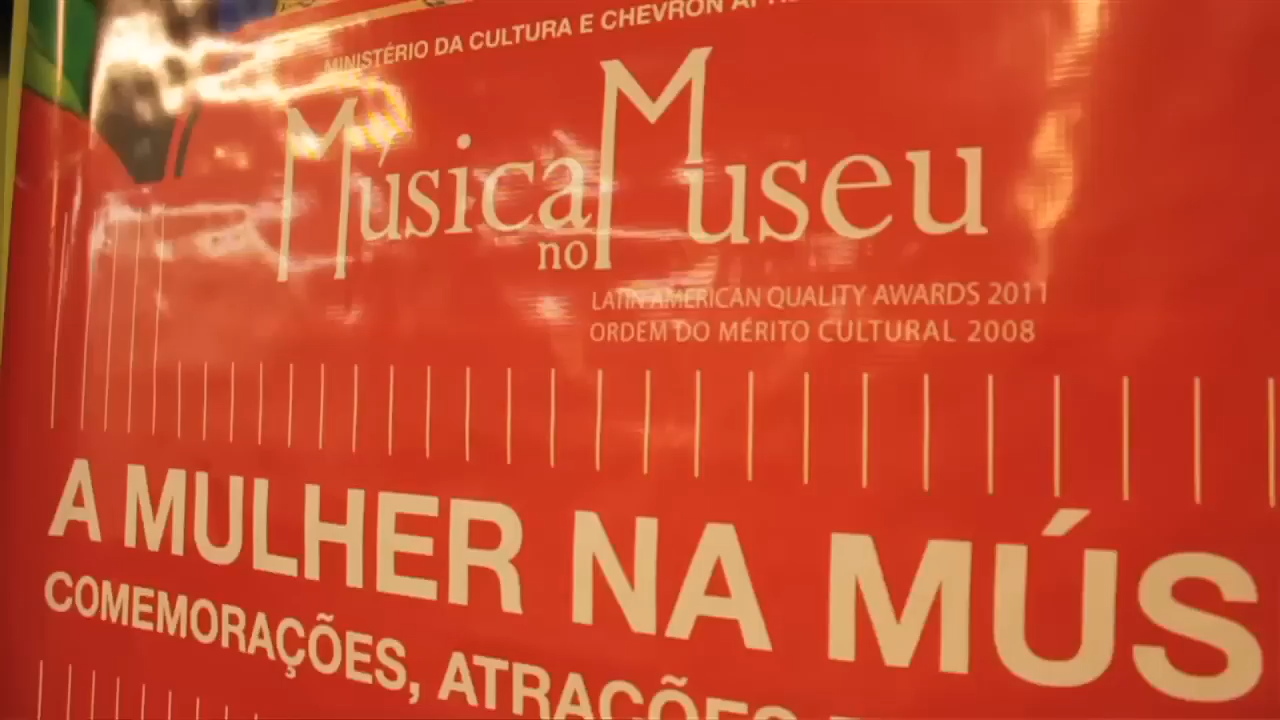 MINISTÉRIO DA CULTURA E CHEVRON
Música no Museu
LATIN AMERICAN QUALITY AWARDS 2011
ORDEM DO MÉRITO CULTURAL 2008
A MULHER NA MÚS
COMEMORAÇÕES, ATRAÇÕES